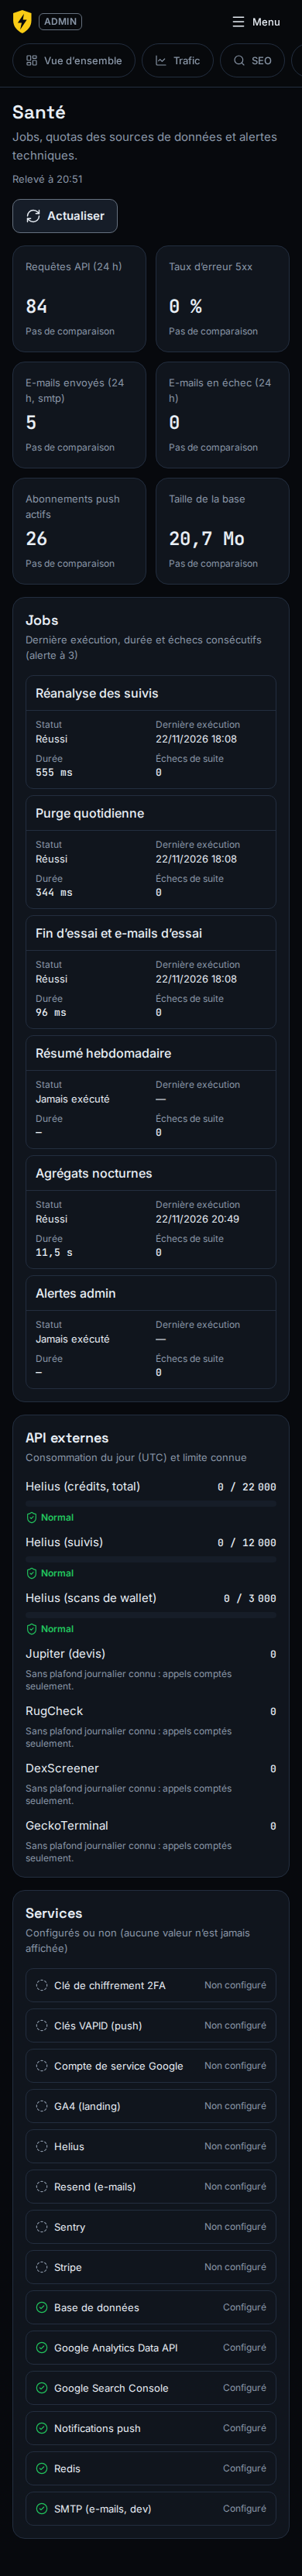 ADMIN
Menu
Vue d’ensemble
Trafic
SEO
Santé
Jobs, quotas des sources de données et alertes
techniques.
Relevé à 20:51
Actualiser
Requêtes API (24 h)
84
Pas de comparaison
Taux d’erreur 5xx
0 %
Pas de comparaison
E-mails envoyés (24
h, smtp)
5
Pas de comparaison
E-mails en échec (24
h)
0
Pas de comparaison
Abonnements push
actifs
26
Pas de comparaison
Taille de la base
20,7 Mo
Pas de comparaison
Jobs
Dernière exécution, durée et échecs consécutifs
(alerte à 3)
Réanalyse des suivis
Statut Dernière exécution
Réussi 22/11/2026 18:08
Durée Échecs de suite
555 ms 0
Purge quotidienne
Statut Dernière exécution
Réussi 22/11/2026 18:08
Durée Échecs de suite
344 ms 0
Fin d’essai et e-mails d’essai
Statut Dernière exécution
Réussi 22/11/2026 18:08
Durée Échecs de suite
96 ms 0
Résumé hebdomadaire
Statut Dernière exécution
Jamais exécuté —
Durée Échecs de suite
— 0
Agrégats nocturnes
Statut Dernière exécution
Réussi 22/11/2026 20:49
Durée Échecs de suite
11,5 s 0
Alertes admin
Statut Dernière exécution
Jamais exécuté —
Durée Échecs de suite
— 0
API externes
Consommation du jour (UTC) et limite connue
Helius (crédits, total) 0 / 22 000
Normal
Helius (suivis) 0 / 12 000
Normal
Helius (scans de wallet) 0 / 3 000
Normal
Jupiter (devis) 0
Sans plafond journalier connu : appels comptés
seulement.
RugCheck 0
Sans plafond journalier connu : appels comptés
seulement.
DexScreener 0
Sans plafond journalier connu : appels comptés
seulement.
GeckoTerminal 0
Sans plafond journalier connu : appels comptés
seulement.
Services
Configurés ou non (aucune valeur n’est jamais
affichée)
Clé de chiffrement 2FA Non configuré
Clés VAPID (push) Non configuré
Compte de service Google Non configuré
GA4 (landing) Non configuré
Helius Non configuré
Resend (e-mails) Non configuré
Sentry Non configuré
Stripe Non configuré
Base de données Configuré
Google Analytics Data API Configuré
Google Search Console Configuré
Notifications push Configuré
Redis Configuré
SMTP (e-mails, dev) Configuré